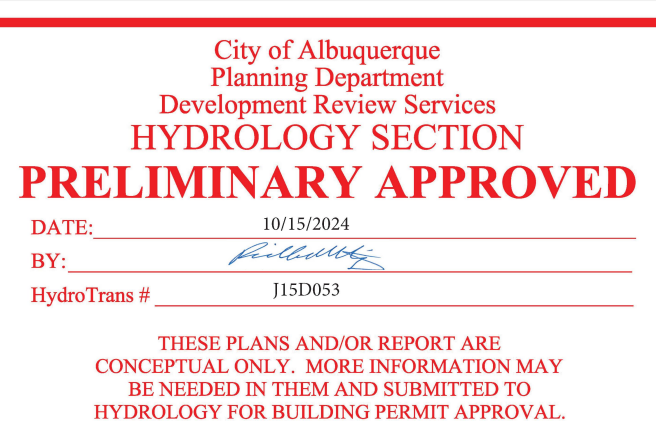 City of Albuquerque
Planning Department
Development Review Services
HYDROLOGY SECTION
PRELIMINARY APPROVED
DATE: 10/15/2024
BY:
HydroTrans # J15D053
THESE PLANS AND/OR REPORT ARE
CONCEPTUAL ONLY. MORE INFORMATION MAY
BE NEEDED IN THEM AND SUBMITTED TO
HYDROLOGY FOR BUILDING PERMIT APPROVAL.